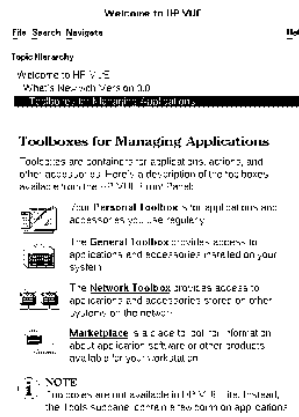 Welcome to HP VUE
File Search Navigate
Topic Hierarchy
Welcome to HP VUE
What's New with Version 3.0
Toolboxes for Managing Applications
Toolboxes for Managing Applications
Toolboxes are containers for applications, actions, and
other accessories. Here's a description of the toolboxes
available from the HP VUE Front Panel:
Your Personal Toolbox is for applications and
accessories you use regularly.
The General Toolbox provides access to
applications and accessories installed on your
system.
The Network Toolbox provides access to
applications and accessories stored on other
systems on the network.
Marketplace is a place to look for information
about application software or other products
available for your workstation.
NOTE
Toolboxes are not available in HP VUE Lite. Instead,
the Tools subpanel contains a few common applications